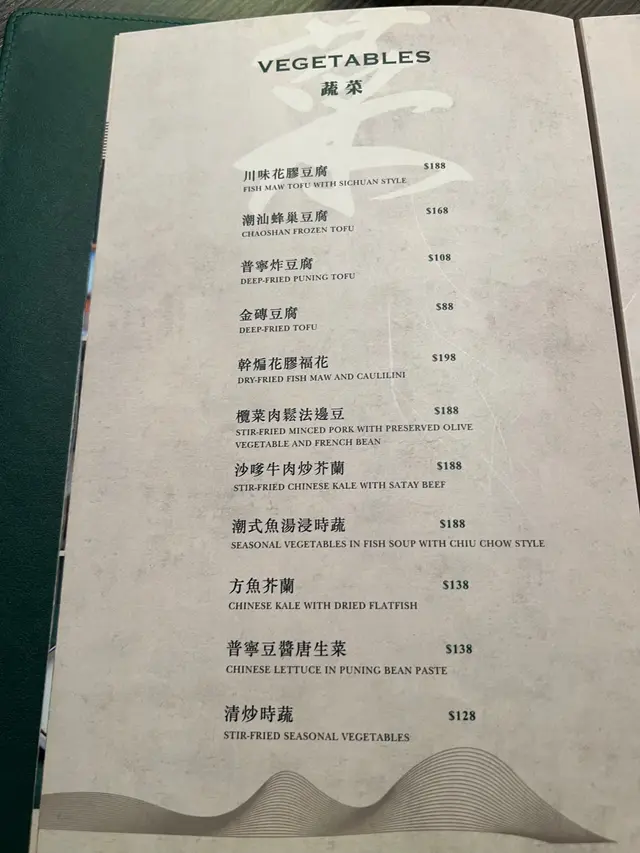 VEGETABLES
蔬菜
川味花膠豆腐 $188
FISH MAW TOFU WITH SICHUAN STYLE
潮汕蜂巢豆腐 $168
CHAOSHAN FROZEN TOFU
普寧炸豆腐 $108
DEEP-FRIED PUNING TOFU
金磚豆腐 $88
DEEP-FRIED TOFU
幹煸花膠福花 $198
DRY-FRIED FISH MAW AND CAULILINI
欖菜肉鬆法邊豆 $188
STIR-FRIED MINCED PORK WITH PRESERVED OLIVE
VEGETABLE AND FRENCH BEAN
沙嗲牛肉炒芥蘭 $188
STIR-FRIED CHINESE KALE WITH SATAY BEEF
潮式魚湯浸時蔬 $188
SEASONAL VEGETABLES IN FISH SOUP WITH CHIU CHOW STYLE
方魚芥蘭 $138
CHINESE KALE WITH DRIED FLATFISH
普寧豆醬唐生菜 $138
CHINESE LETTUCE IN PUNING BEAN PASTE
清炒時蔬 $128
STIR-FRIED SEASONAL VEGETABLES